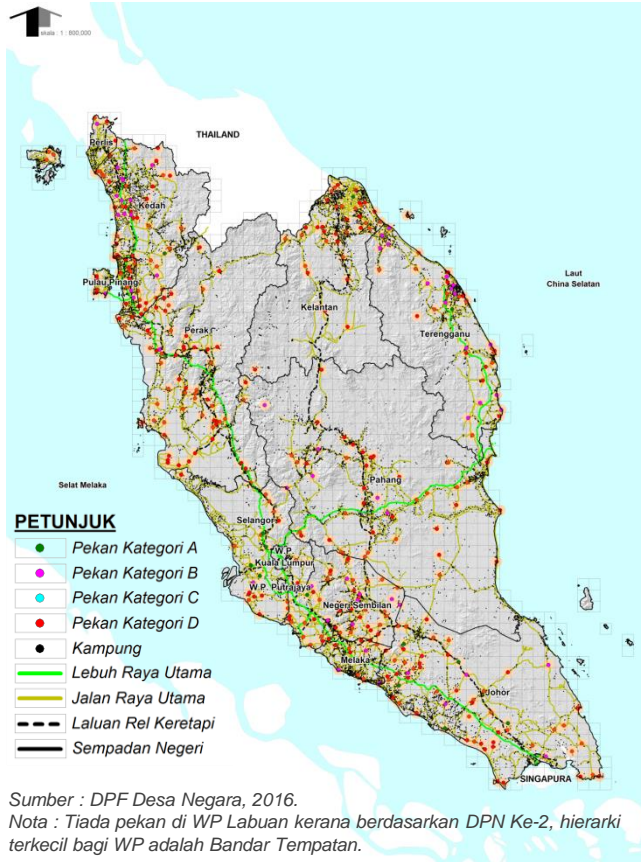 skala : 1 : 800,000
THAILAND
Perlis
Kedah
Pulau Pinang
Kelantan
Laut
China Selatan
Terengganu
Perak
Pahang
Selat Melaka
Selangor
W.P.
Kuala Lumpur
W.P. Putrajaya
Negeri Sembilan
Melaka
Johor
SINGAPURA
PETUNJUK
Pekan Kategori A
Pekan Kategori B
Pekan Kategori C
Pekan Kategori D
Kampung
Lebuh Raya Utama
Jalan Raya Utama
Laluan Rel Keretapi
Sempadan Negeri
Sumber : DPF Desa Negara, 2016.
Nota : Tiada pekan di WP Labuan kerana berdasarkan DPN Ke-2, hierarki
terkecil bagi WP adalah Bandar Tempatan.